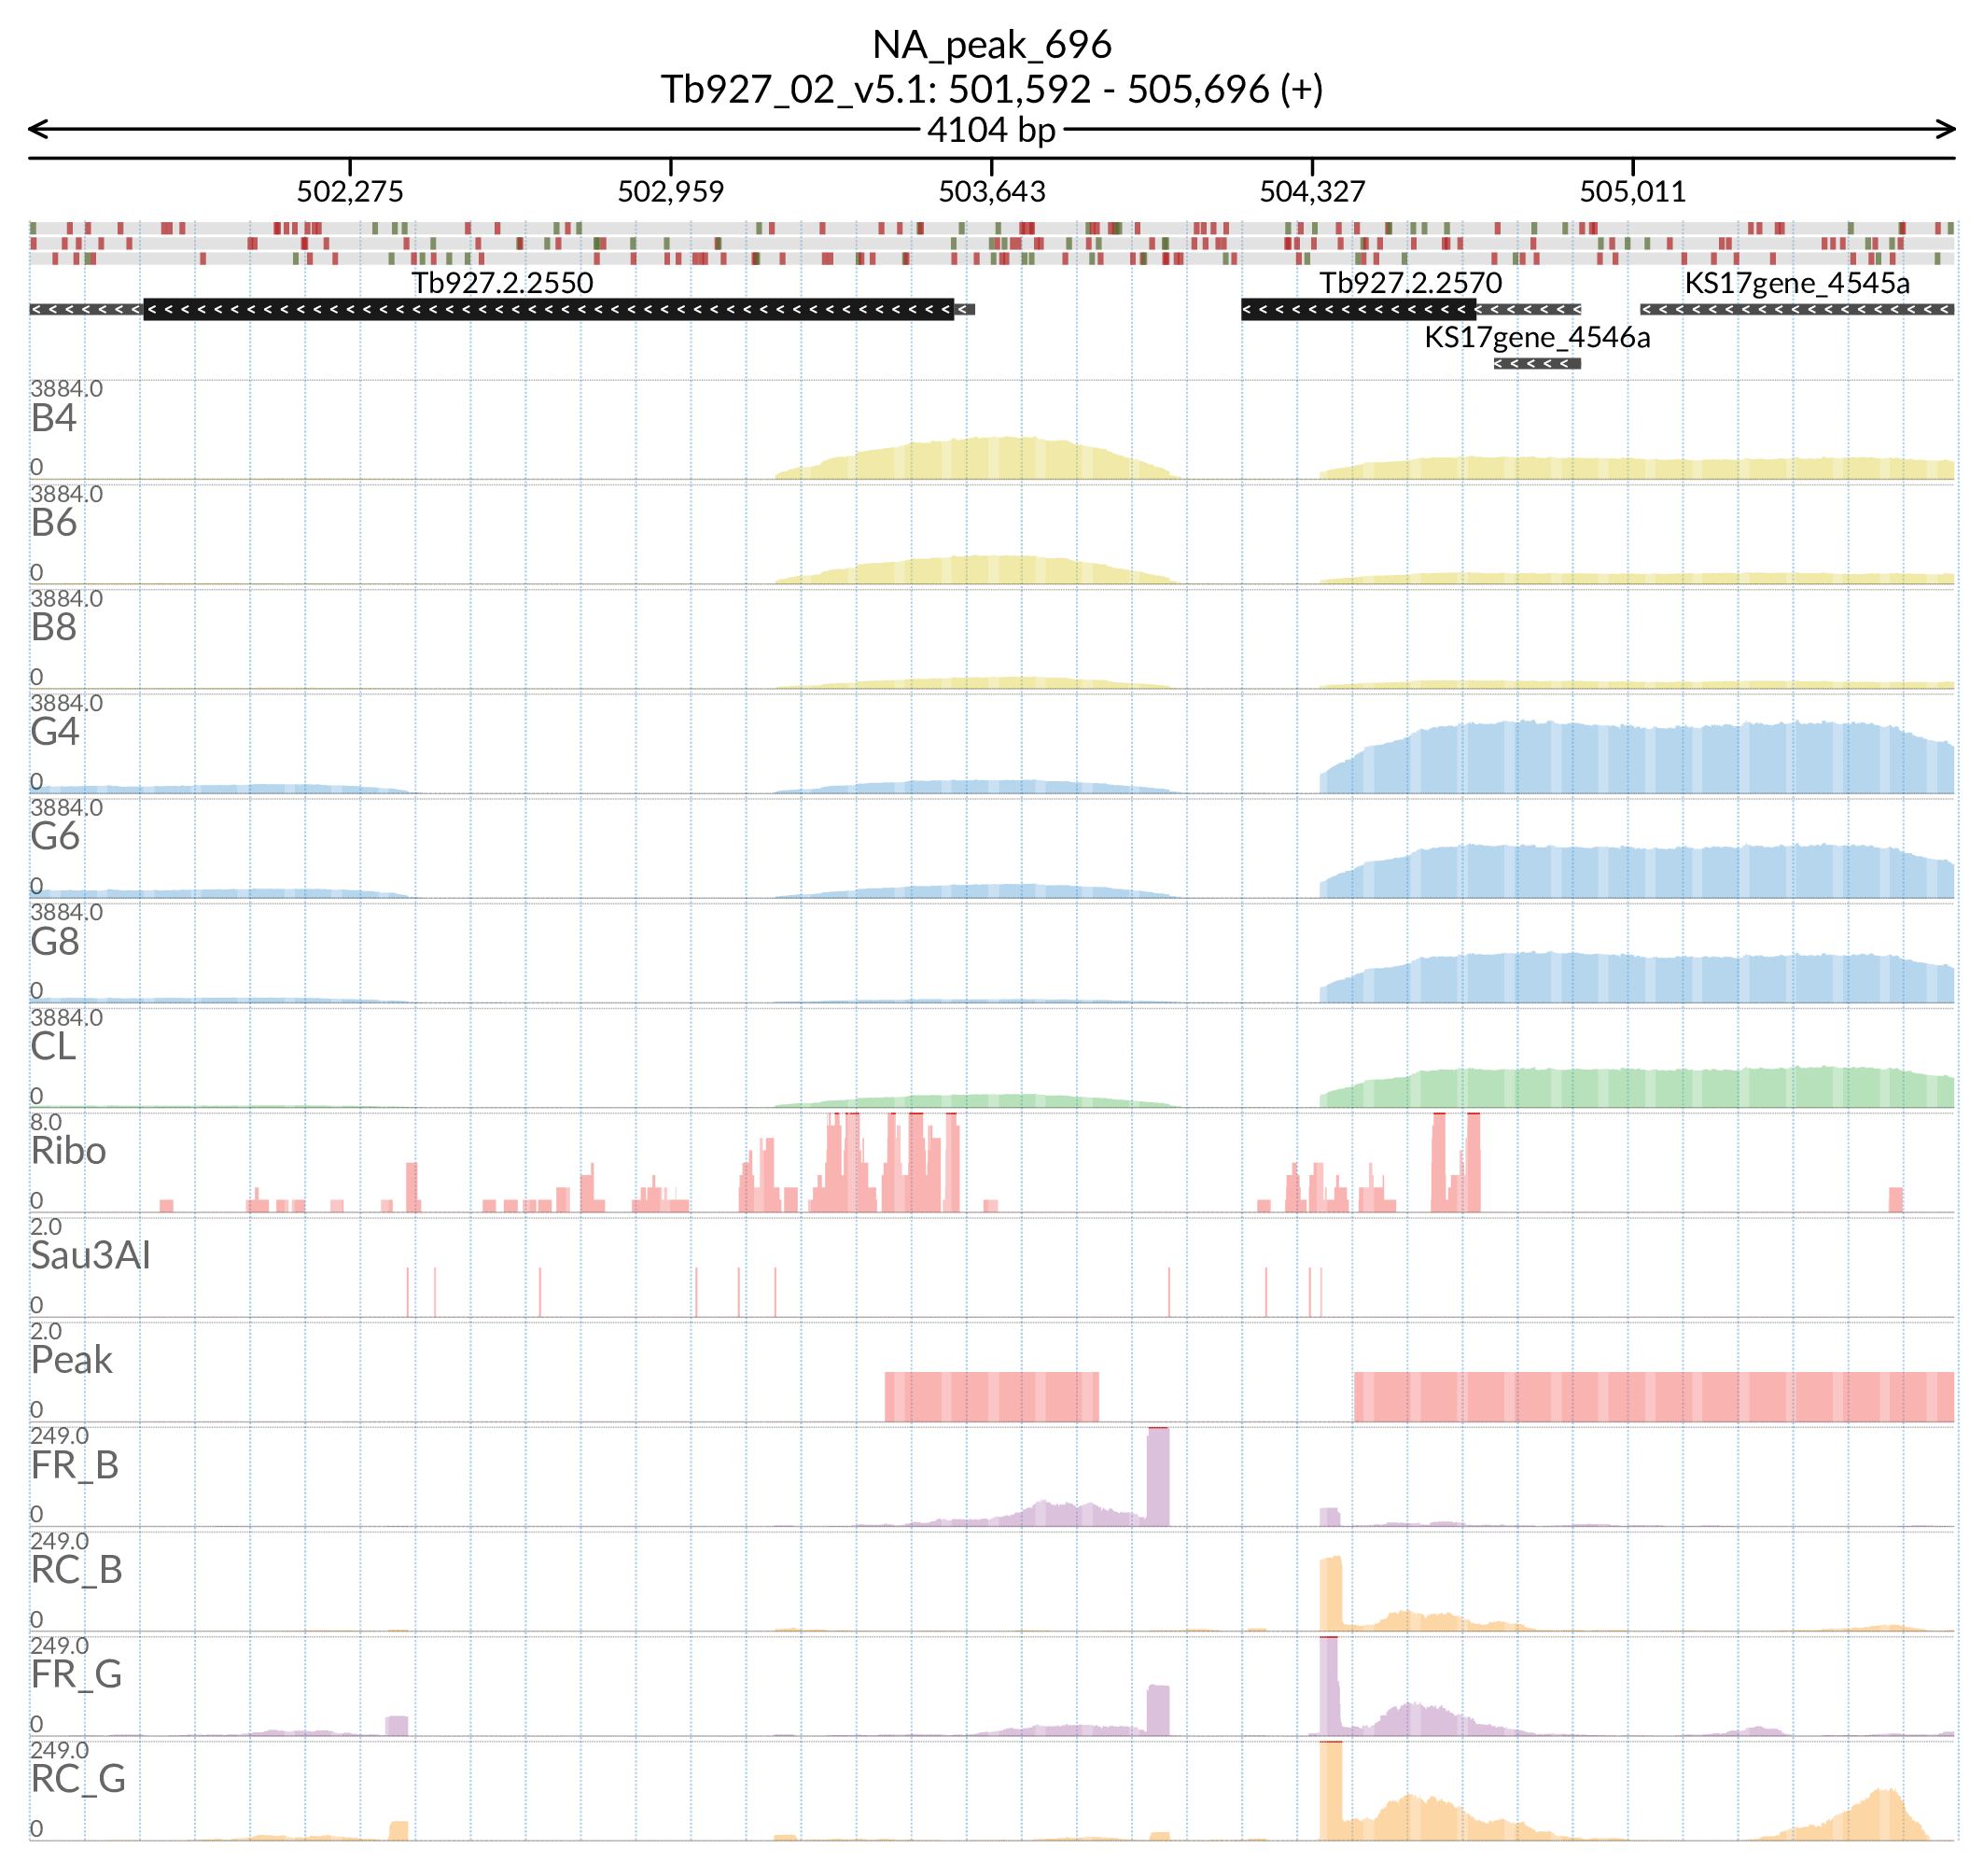 NA_peak_696
Tb927_02_v5.1: 501,592 - 505,696 (+)
4104 bp
502,275 502,959 503,643 504,327 505,011
Tb927.2.2550 Tb927.2.2570 KS17gene_4545a
KS17gene_4546a
3884.0
B4
0
3884.0
B6
0
3884.0
B8
0
3884.0
G4
0
3884.0
G6
0
3884.0
G8
0
3884.0
CL
0
8.0
Ribo
0
2.0
Sau3AI
0
2.0
Peak
0
249.0
FR_B
0
249.0
RC_B
0
249.0
FR_G
0
249.0
RC_G
0